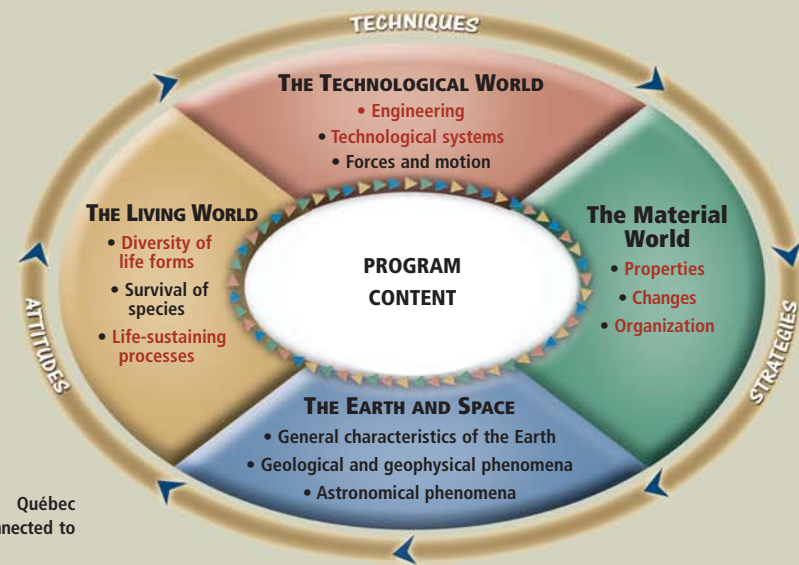 TECHNIQUES
THE TECHNOLOGICAL WORLD
• Engineering
• Technological systems
• Forces and motion
THE LIVING WORLD
• Diversity of
life forms
• Survival of
species
• Life-sustaining
processes
PROGRAM
CONTENT
The Material
World
• Properties
• Changes
• Organization
ATTITUDES
STRATEGIES
THE EARTH AND SPACE
• General characteristics of the Earth
• Geological and geophysical phenomena
• Astronomical phenomena
Québec
to